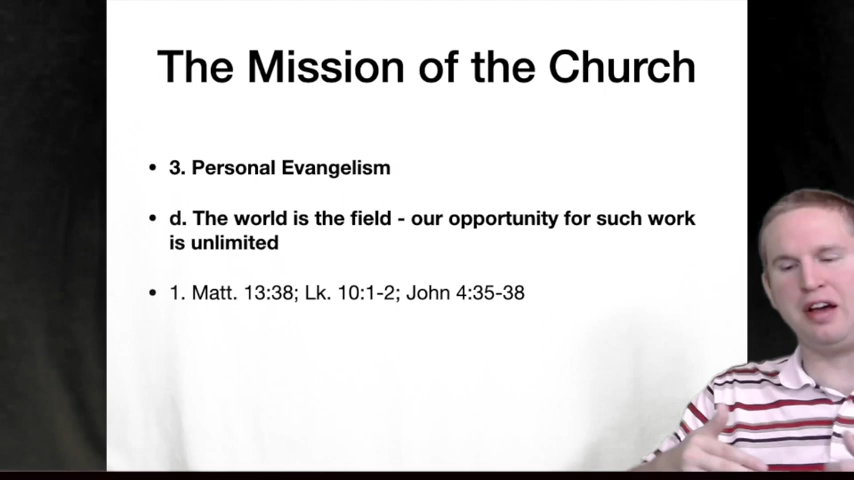 The Mission of the Church
• 3. Personal Evangelism
• d. The world is the field - our opportunity for such work
is unlimited
• 1. Matt. 13:38; Lk. 10:1-2; John 4:35-38